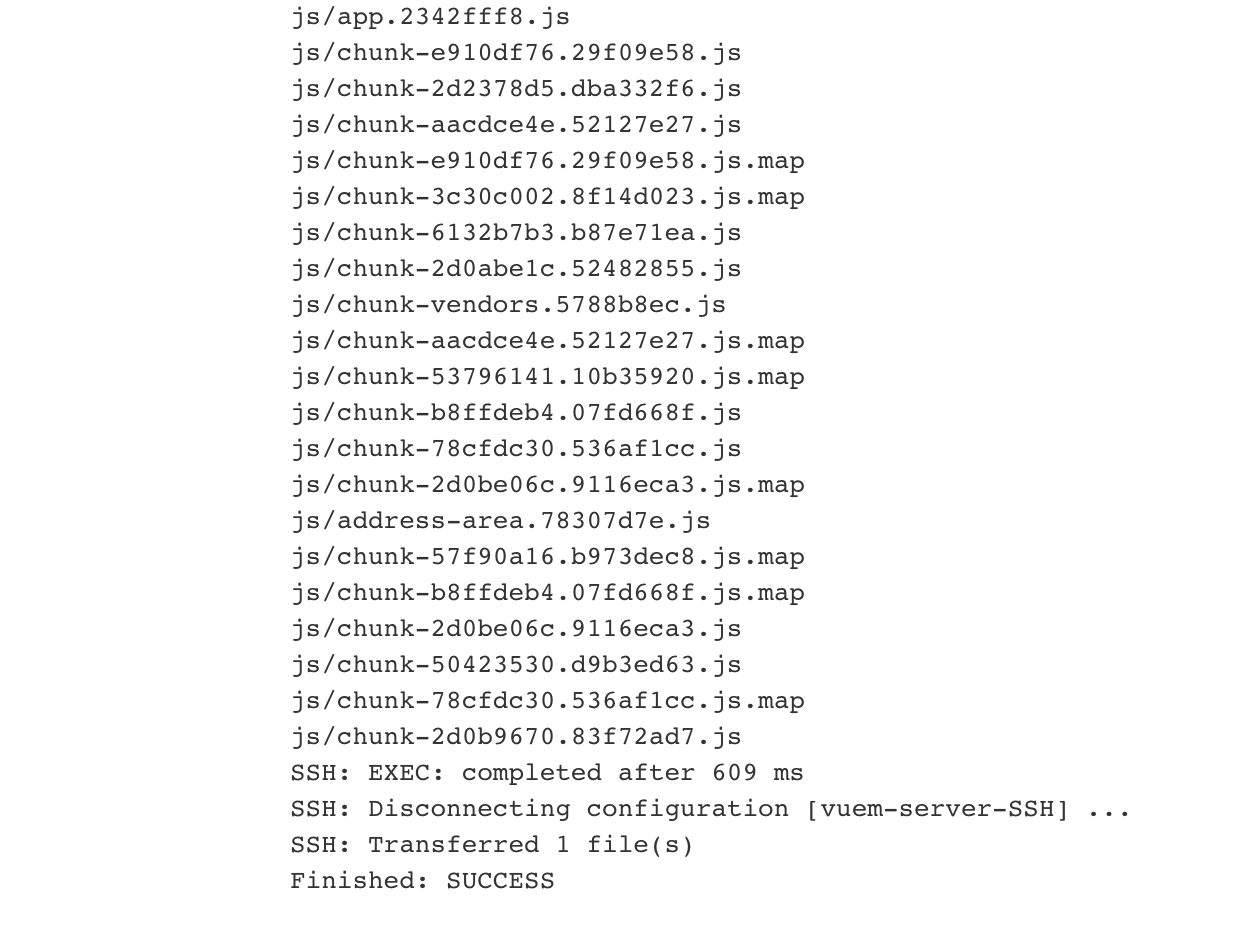 js/app.2342fff8.js
js/chunk-e910df76.29f09e58.js
js/chunk-2d2378d5.dba332f6.js
js/chunk-aacdce4e.52127e27.js
js/chunk-e910df76.29f09e58.js.map
js/chunk-3c30c002.8f14d023.js.map
js/chunk-6132b7b3.b87e71ea.js
js/chunk-2d0abe1c.52482855.js
js/chunk-vendors.5788b8ec.js
js/chunk-aacdce4e.52127e27.js.map
js/chunk-53796141.10b35920.js.map
js/chunk-b8ffdeb4.07fd668f.js
js/chunk-78cfdc30.536af1cc.js
js/chunk-2d0be06c.9116eca3.js.map
js/address-area.78307d7e.js
js/chunk-57f90a16.b973dec8.js.map
js/chunk-b8ffdeb4.07fd668f.js.map
js/chunk-2d0be06c.9116eca3.js
js/chunk-50423530.d9b3ed63.js
js/chunk-78cfdc30.536af1cc.js.map
js/chunk-2d0b9670.83f72ad7.js
SSH: EXEC: completed after 609 ms
SSH: Disconnecting configuration [vuem-server-SSH] ...
SSH: Transferred 1 file(s)
Finished: SUCCESS